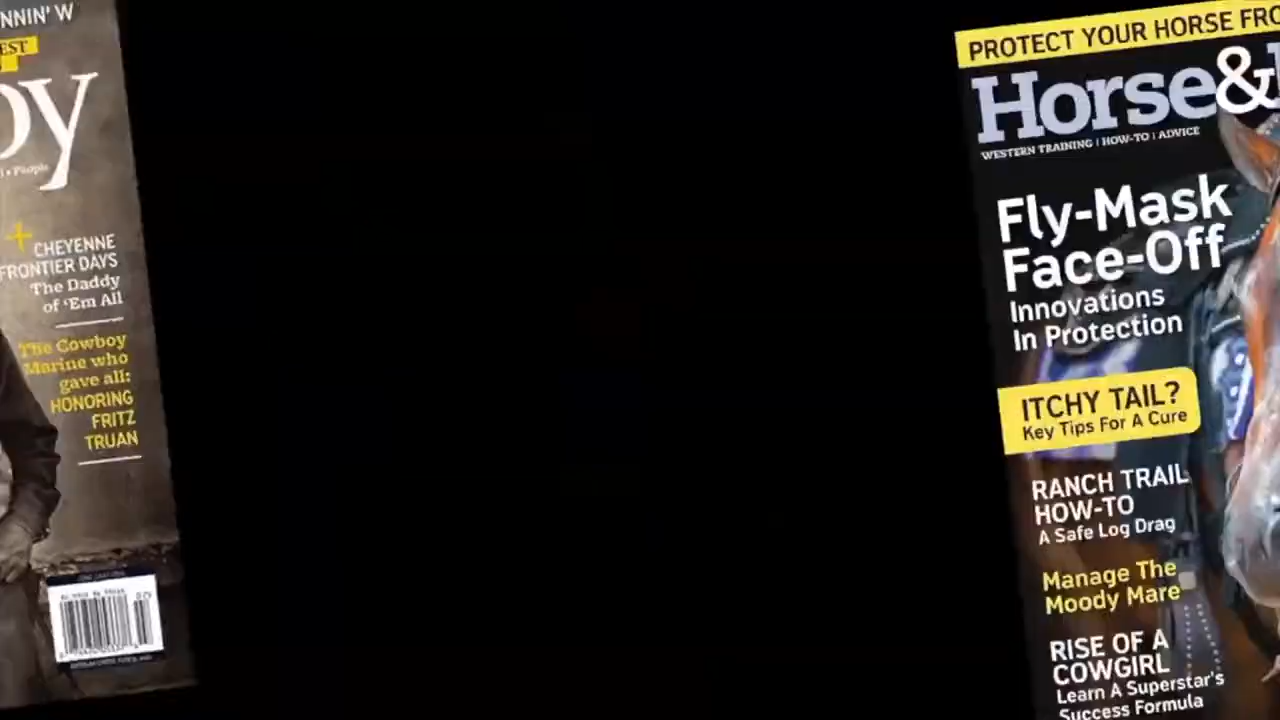 NNIN' W
EST
oy
People
CHEYENNE
FRONTIER DAYS
The Daddy
of 'Em All
The Cowboy
Marine who
gave all:
HONORING
FRITZ
TRUAN
PROTECT YOUR HORSE FRO
Horse&
WESTERN TRAINING | HOW-TO | ADVICE
Fly-Mask
Face-Off
Innovations
In Protection
ITCHY TAIL?
Key Tips For A Cure
RANCH TRAIL
HOW-TO
A Safe Log Drag
Manage The
Moody Mare
RISE OF A
COWGIRL
Learn A Superstar's
Success Formula